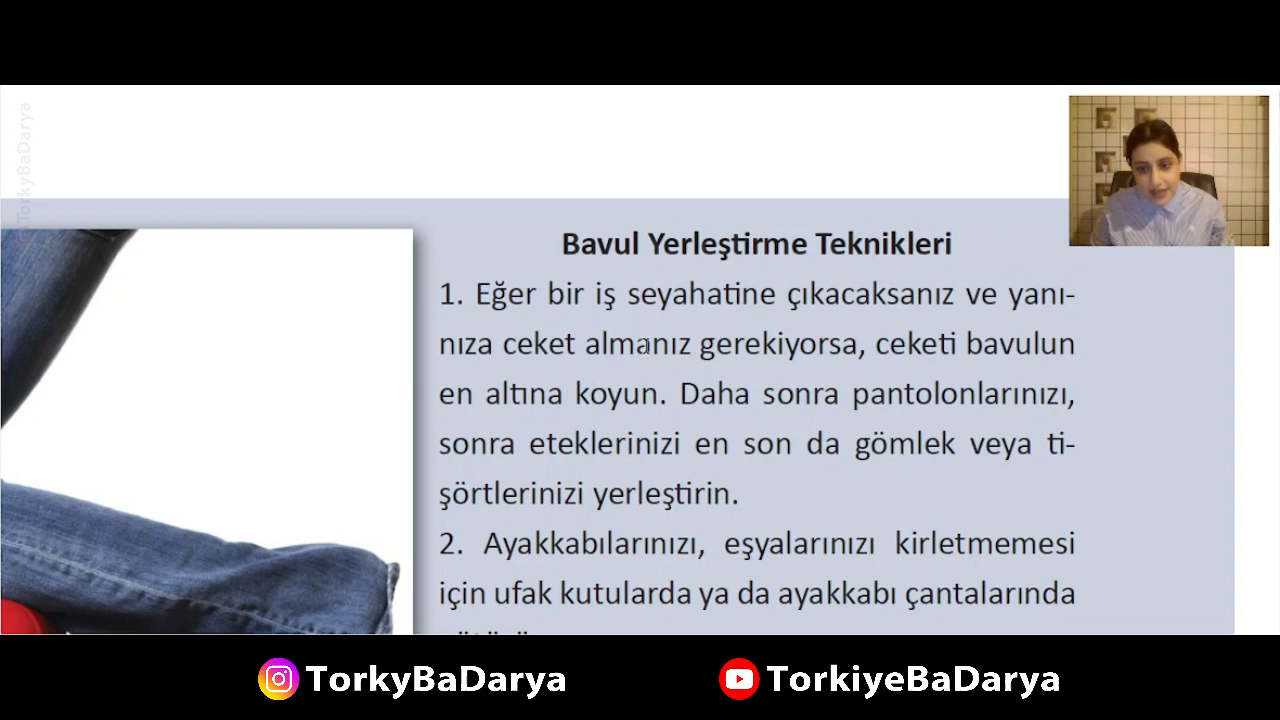 @TorkyBaDarya
Bavul Yerleştirme Teknikleri
1. Eğer bir iş seyahatine çıkacaksanız ve yanı-
nıza ceket almanız gerekiyorsa, ceketi bavulun
en altına koyun. Daha sonra pantolonlarınızı,
sonra eteklerinizi en son da gömlek veya ti-
şörtlerinizi yerleştirin.
2. Ayakkabılarınızı, eşyalarınızı kirletmemesi
için ufak kutularda ya da ayakkabı çantalarında
TorkyBaDarya
TorkiyeBaDarya